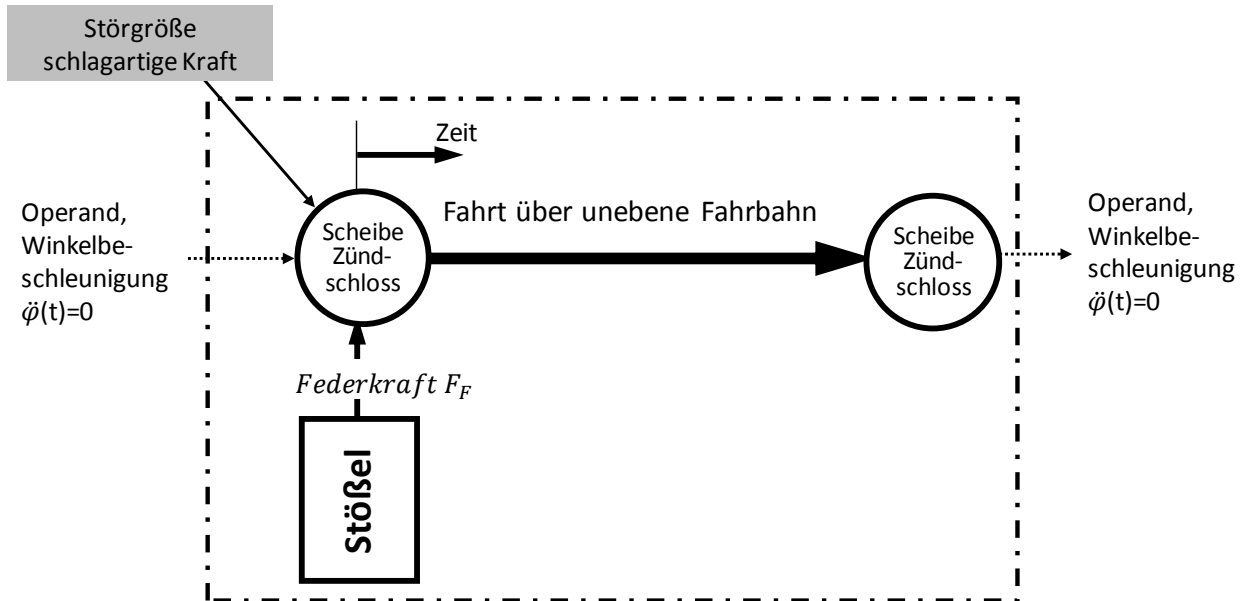 Störgröße
schlagartige Kraft
Zeit
Operand,
Winkelbe-
schleunigung
φ̈(t)=0
Scheibe
Zünd-
schloss
Fahrt über unebene Fahrbahn
Scheibe
Zünd-
schloss
Operand,
Winkelbe-
schleunigung
φ̈(t)=0
Federkraft F_F
Stößel